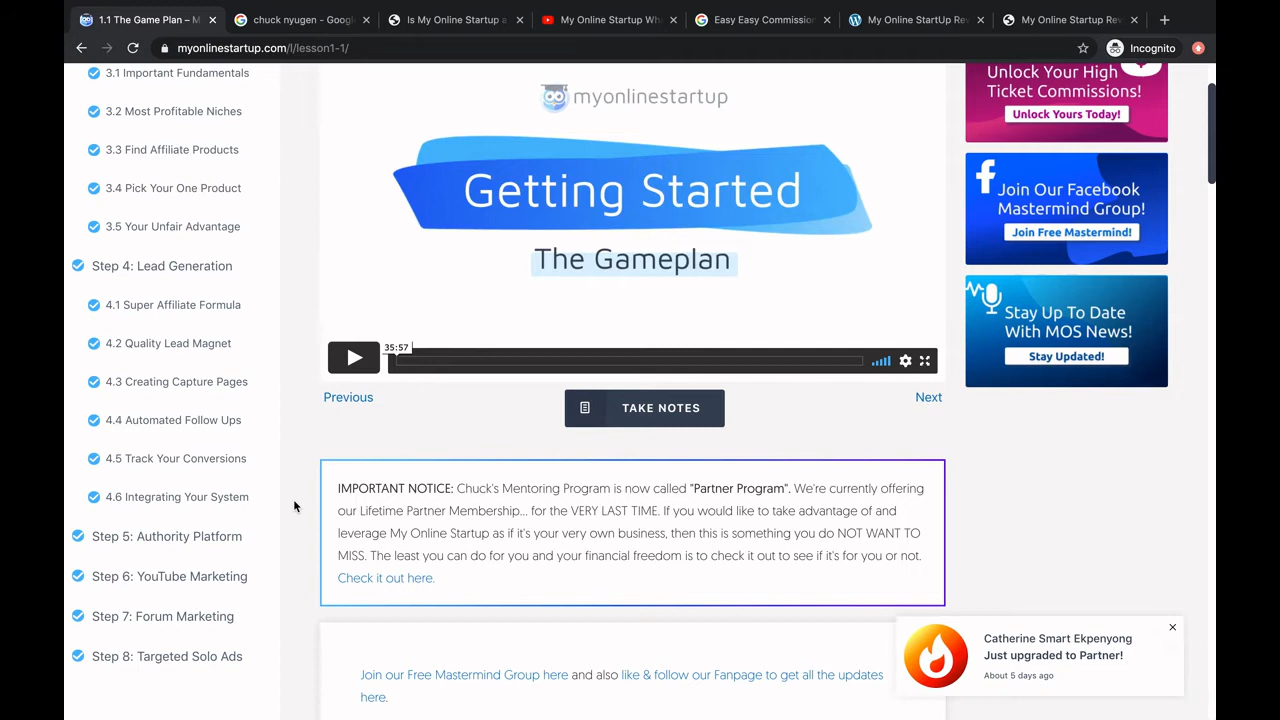 1.1 The Game Plan – M
chuck nyugen - Googl
Is My Online Startup a
My Online Startup Wh
Easy Easy Commission
My Online StartUp Rev
My Online Startup Rev
myonlinestartup.com/l/lesson1-1/
Incognito
3.1 Important Fundamentals
3.2 Most Profitable Niches
3.3 Find Affiliate Products
3.4 Pick Your One Product
3.5 Your Unfair Advantage
Step 4: Lead Generation
4.1 Super Affiliate Formula
4.2 Quality Lead Magnet
4.3 Creating Capture Pages
4.4 Automated Follow Ups
4.5 Track Your Conversions
4.6 Integrating Your System
Step 5: Authority Platform
Step 6: YouTube Marketing
Step 7: Forum Marketing
Step 8: Targeted Solo Ads
myonlinestartup
Getting Started
The Gameplan
35:57
Previous
TAKE NOTES
Next
IMPORTANT NOTICE: Chuck's Mentoring Program is now called "Partner Program". We're currently offering
our Lifetime Partner Membership... for the VERY LAST TIME. If you would like to take advantage of and
leverage My Online Startup as if it's your very own business, then this is something you do NOT WANT TO
MISS. The least you can do for you and your financial freedom is to check it out to see if it's for you or not.
Check it out here.
Join our Free Mastermind Group here and also like & follow our Fanpage to get all the updates
here.
Unlock Your High
Ticket Commissions!
Unlock Yours Today!
Join Our Facebook
Mastermind Group!
Join Free Mastermind!
Stay Up To Date
With MOS News!
Stay Updated!
Catherine Smart Ekpenyong
Just upgraded to Partner!
About 5 days ago